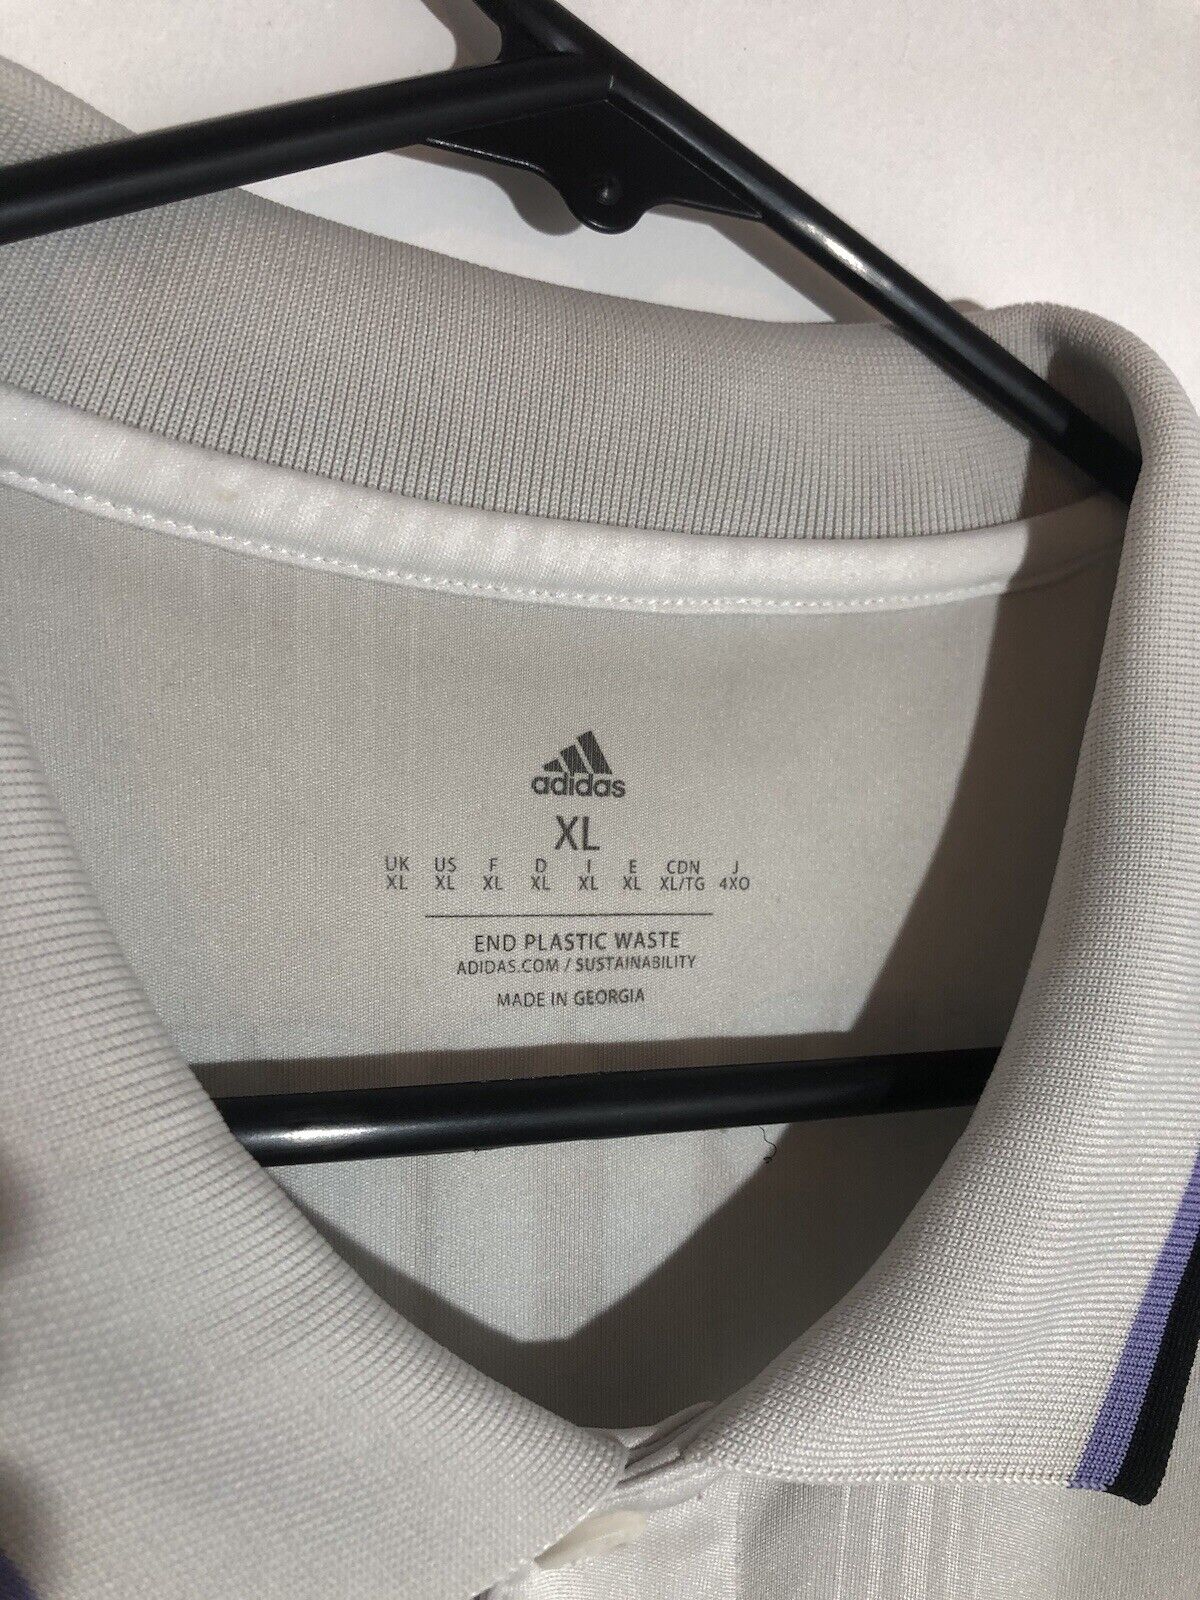 adidas
XL
UK US F D I E CDN J
XL XL XL XL XL XL XL/TG 4XO
END PLASTIC WASTE
ADIDAS.COM / SUSTAINABILITY
MADE IN GEORGIA